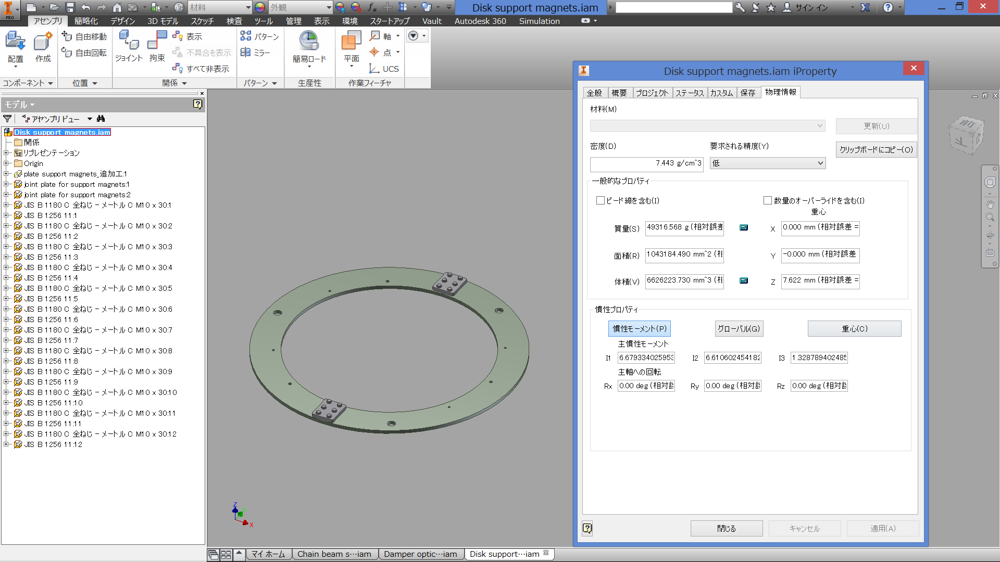 PRO
材料
外観
Disk support magnets.iam
サイン イン
アセンブリ
簡略化
デザイン
3D モデル
スケッチ
検査
ツール
管理
表示
環境
スタートアップ
Vault
Autodesk 360
Simulation
配置
作成
自由移動
自由回転
ジョイント
拘束
表示
不具合を表示
すべて非表示
パターン
ミラー
簡易ロード
平面
軸
点
UCS
コンポーネント
位置
関係
パターン
生産性
作業フィーチャ
モデル
アセンブリ ビュー
Disk support magnets.iam
関係
リプレゼンテーション
Origin
plate support magnets_追加工:1
joint plate for support magnets:1
joint plate for support magnets:2
JIS B 1180 C 全ねじ - メートル C M10 x 30:1
JIS B 1256 11:1
JIS B 1180 C 全ねじ - メートル C M10 x 30:2
JIS B 1256 11:2
JIS B 1180 C 全ねじ - メートル C M10 x 30:3
JIS B 1256 11:3
JIS B 1180 C 全ねじ - メートル C M10 x 30:4
JIS B 1256 11:4
JIS B 1180 C 全ねじ - メートル C M10 x 30:5
JIS B 1256 11:5
JIS B 1180 C 全ねじ - メートル C M10 x 30:6
JIS B 1256 11:6
JIS B 1180 C 全ねじ - メートル C M10 x 30:7
JIS B 1256 11:7
JIS B 1180 C 全ねじ - メートル C M10 x 30:8
JIS B 1256 11:8
JIS B 1180 C 全ねじ - メートル C M10 x 30:9
JIS B 1256 11:9
JIS B 1180 C 全ねじ - メートル C M10 x 30:10
JIS B 1256 11:10
JIS B 1180 C 全ねじ - メートル C M10 x 30:11
JIS B 1256 11:11
JIS B 1180 C 全ねじ - メートル C M10 x 30:12
JIS B 1256 11:12
Z
Y
X
前
上
Disk support magnets.iam iProperty
全般
概要
プロジェクト
ステータス
カスタム
保存
物理情報
材料(M)
更新(U)
密度(D)
要求される精度(Y)
クリップボードにコピー(O)
7.443 g/cm^3
低
一般的なプロパティ
ビード線を含む(I)
数量のオーバーライドを含む(I)
重心
質量(S)
49316.568 g (相対誤差
X
0.000 mm (相対誤差 =
面積(R)
1043184.490 mm^2 (相
Y
-0.000 mm (相対誤差
体積(V)
6626223.730 mm^3 (相
Z
7.622 mm (相対誤差 =
慣性プロパティ
慣性モーメント(P)
グローバル(G)
重心(C)
主慣性モーメント
I1
6.679334025953
I2
6.610602454182
I3
1.328789402485
主軸への回転
Rx
0.00 deg (相対誤
Ry
0.00 deg (相対誤
Rz
0.00 deg (相対誤
閉じる
キャンセル
適用(A)
マイ ホーム
Chain beam s···iam
Damper optic···iam
Disk support···iam